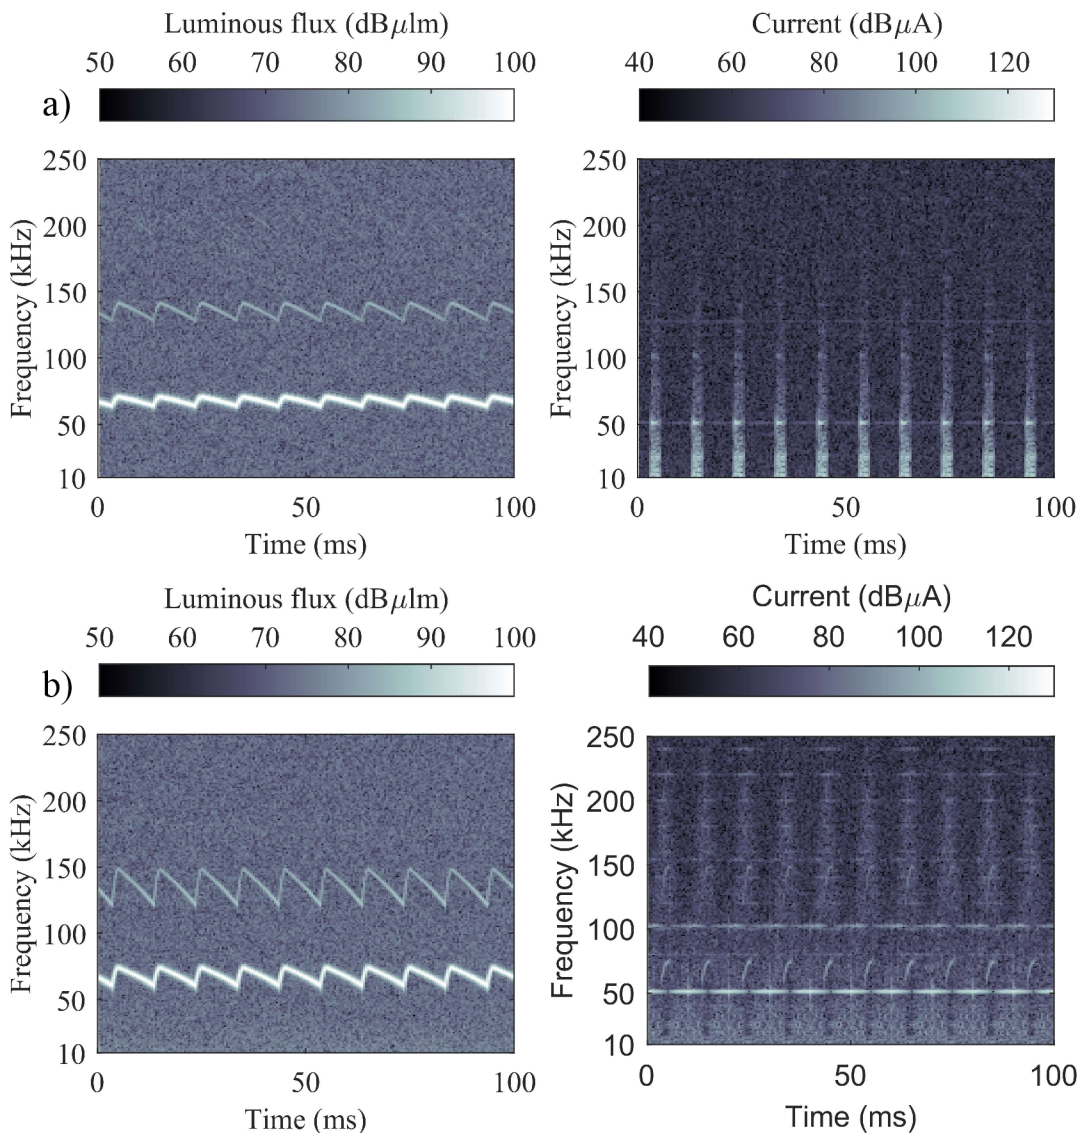 Luminous flux (dBμlm)
50 60 70 80 90 100
a)
250
200
150
100
50
10
Frequency (kHz)
0 50 100
Time (ms)
Current (dBμA)
40 60 80 100 120
250
200
150
100
50
10
Frequency (kHz)
0 50 100
Time (ms)
Luminous flux (dBμlm)
50 60 70 80 90 100
b)
250
200
150
100
50
10
Frequency (kHz)
0 50 100
Time (ms)
Current (dBμA)
40 60 80 100 120
250
200
150
100
50
10
Frequency (kHz)
0 50 100
Time (ms)